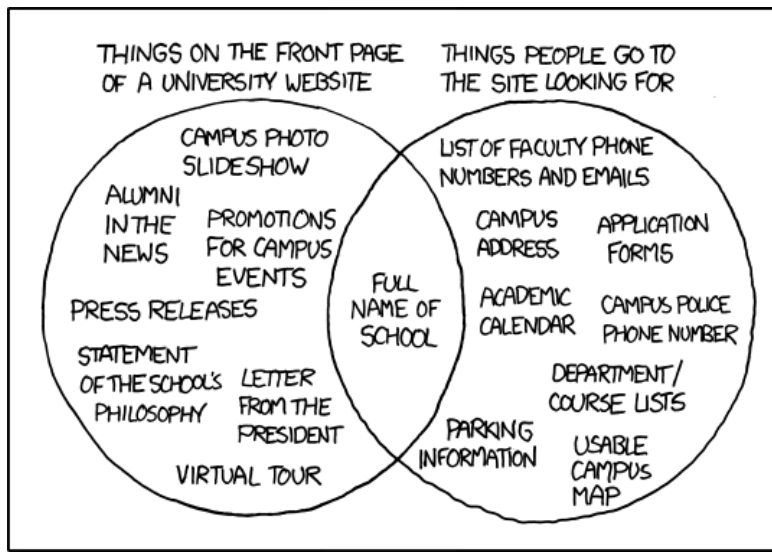 THINGS ON THE FRONT PAGE
OF A UNIVERSITY WEBSITE
THINGS PEOPLE GO TO
THE SITE LOOKING FOR
CAMPUS PHOTO
SLIDESHOW
ALUMNI
IN THE
NEWS
PROMOTIONS
FOR CAMPUS
EVENTS
PRESS RELEASES
STATEMENT
OF THE SCHOOL'S
PHILOSOPHY
LETTER
FROM THE
PRESIDENT
VIRTUAL TOUR
FULL
NAME OF
SCHOOL
LIST OF FACULTY PHONE
NUMBERS AND EMAILS
CAMPUS
ADDRESS
APPLICATION
FORMS
ACADEMIC
CALENDAR
CAMPUS POLICE
PHONE NUMBER
DEPARTMENT/
COURSE LISTS
PARKING
INFORMATION
USABLE
CAMPUS
MAP